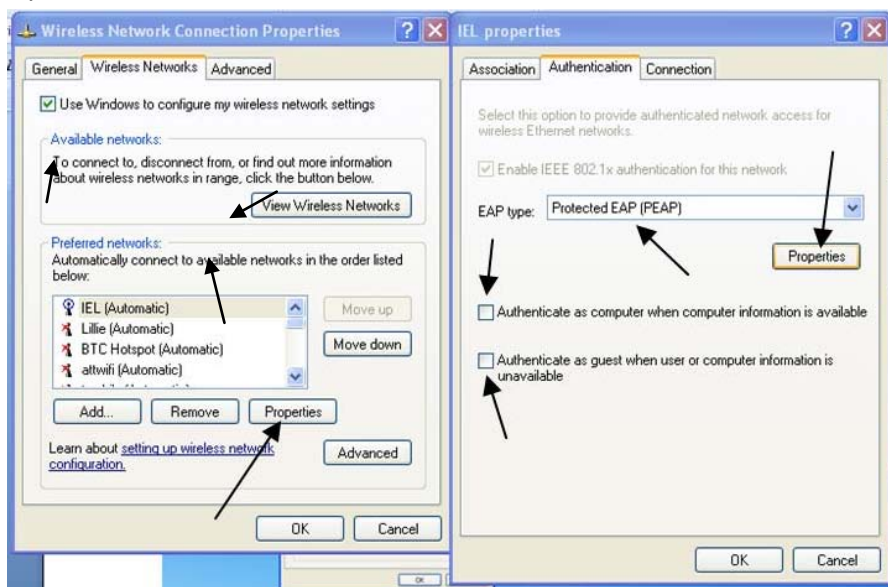 Wireless Network Connection Properties
General Wireless Networks Advanced
Use Windows to configure my wireless network settings
Available networks:
To connect to, disconnect from, or find out more information
about wireless networks in range, click the button below.
View Wireless Networks
Preferred networks:
Automatically connect to available networks in the order listed
below:
IEL (Automatic)
Lillie (Automatic)
BTC Hotspot (Automatic)
attwifi (Automatic)
Move up
Move down
Add... Remove Properties
Learn about setting up wireless network
configuration.
Advanced
OK Cancel
IEL properties
Association Authentication Connection
Select this option to provide authenticated network access for
wireless Ethernet networks.
Enable IEEE 802.1x authentication for this network
EAP type: Protected EAP (PEAP)
Properties
Authenticate as computer when computer information is available
Authenticate as guest when user or computer information is
unavailable
OK Cancel
OK